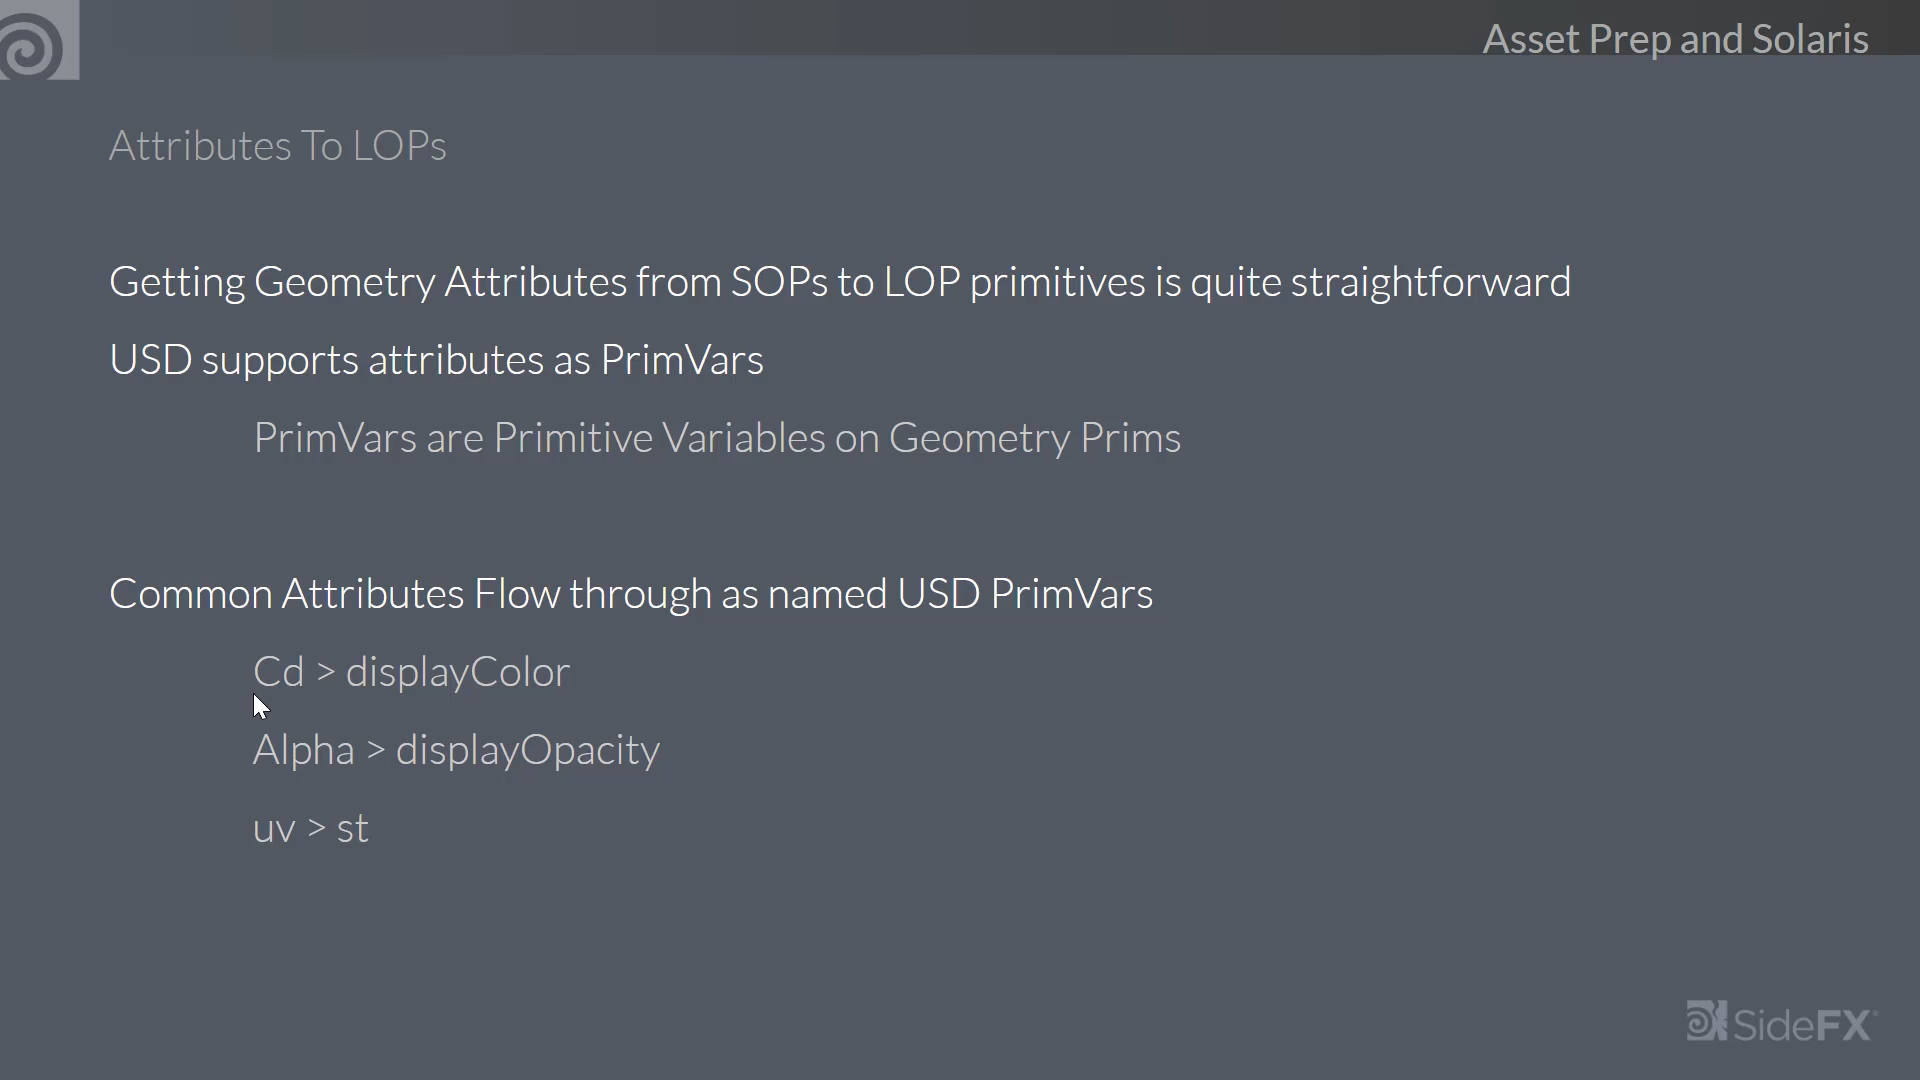 Asset Prep and Solaris
Attributes To LOPs
Getting Geometry Attributes from SOPs to LOP primitives is quite straightforward
USD supports attributes as PrimVars
PrimVars are Primitive Variables on Geometry Prims
Common Attributes Flow through as named USD PrimVars
Cd > displayColor
Alpha > displayOpacity
uv > st
SideFX